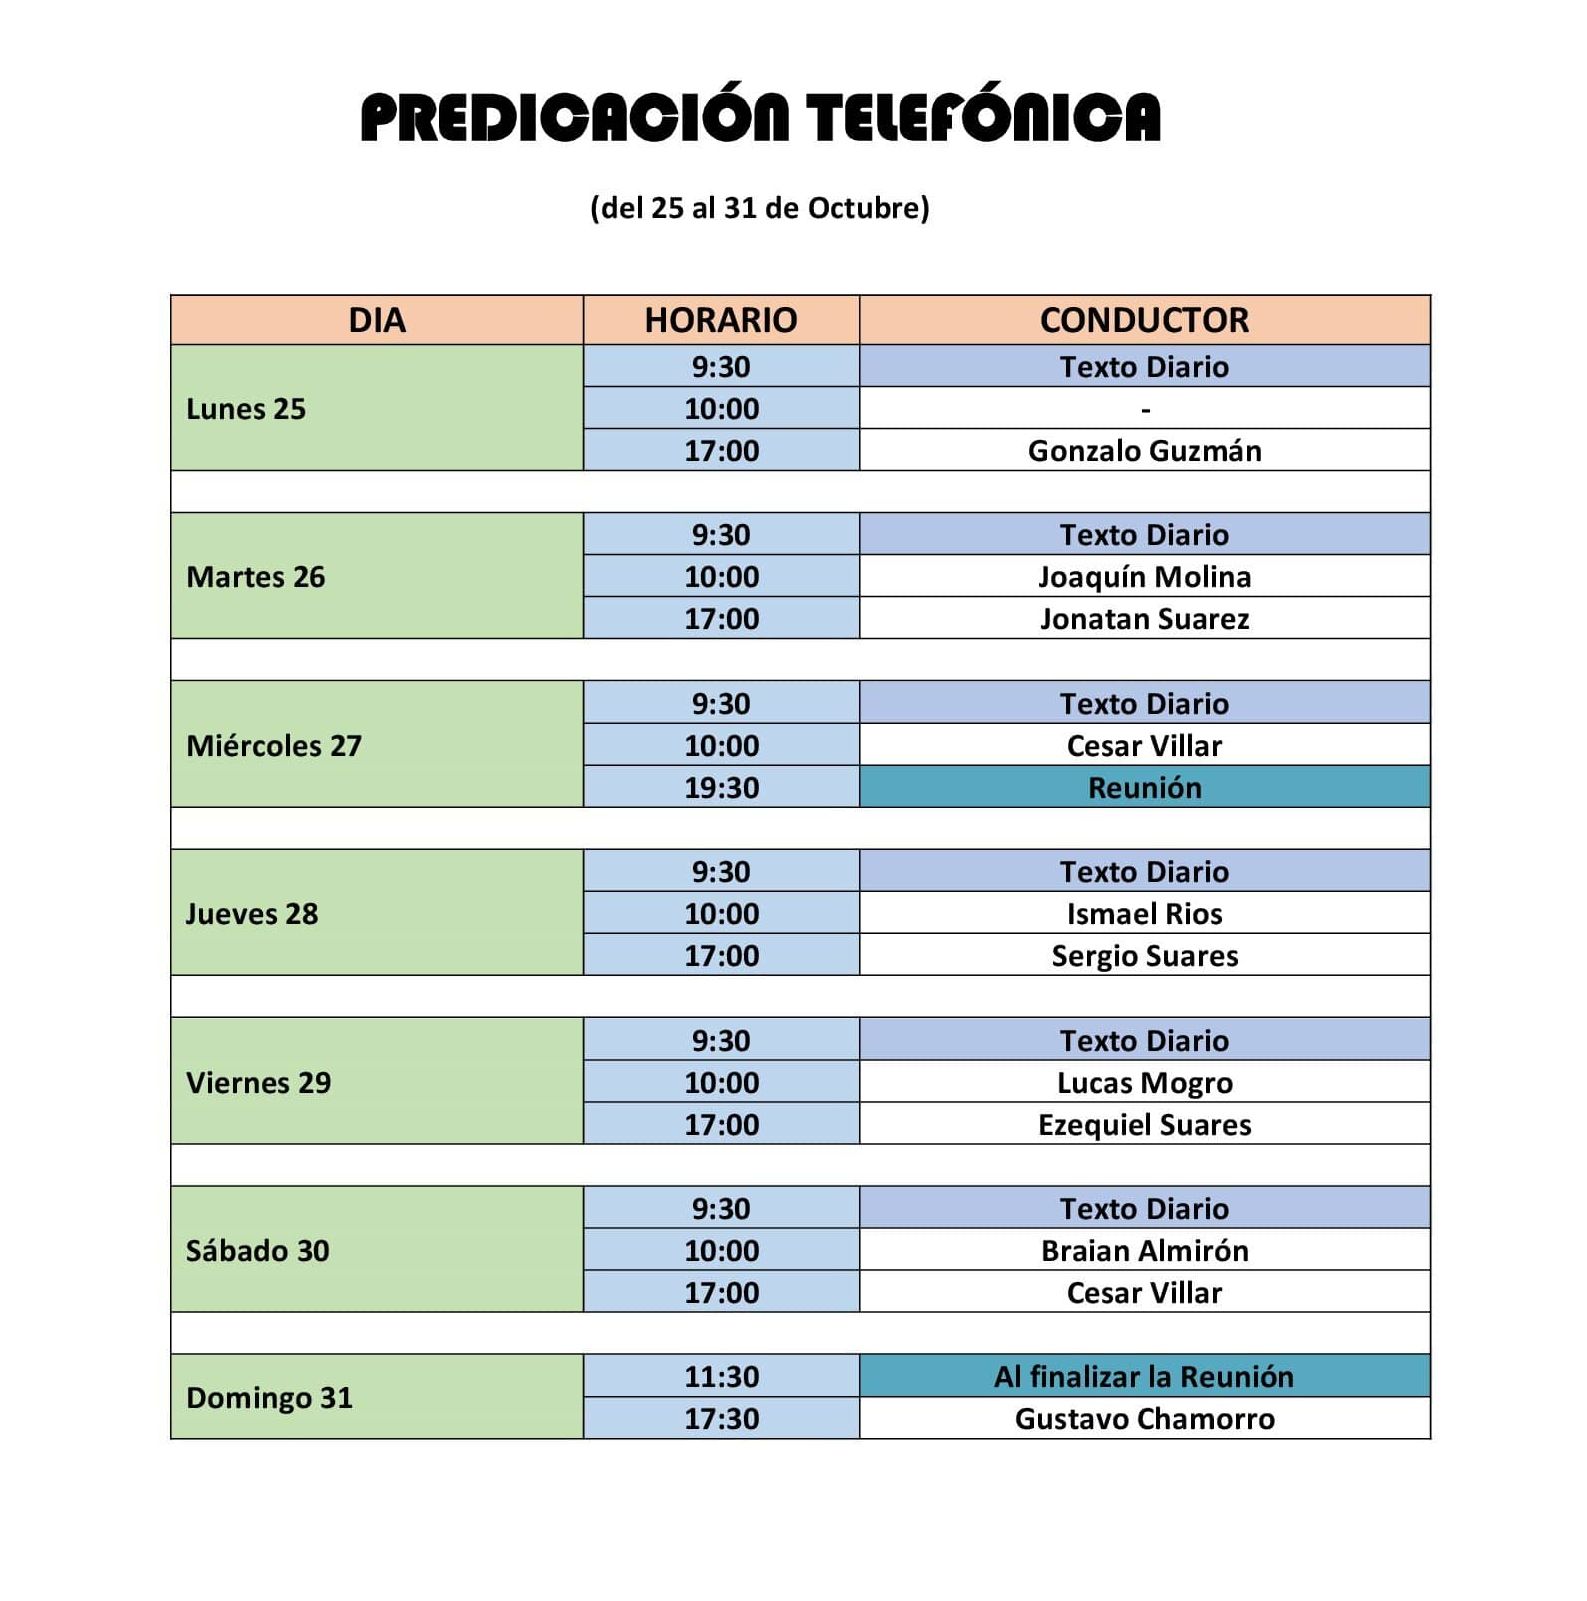 PREDICACIÓN TELEFÓNICA
(del 25 al 31 de Octubre)
DIA HORARIO CONDUCTOR
Lunes 25
9:30 Texto Diario
10:00 -
17:00 Gonzalo Guzmán
Martes 26
9:30 Texto Diario
10:00 Joaquín Molina
17:00 Jonatan Suarez
Miércoles 27
9:30 Texto Diario
10:00 Cesar Villar
19:30 Reunión
Jueves 28
9:30 Texto Diario
10:00 Ismael Rios
17:00 Sergio Suares
Viernes 29
9:30 Texto Diario
10:00 Lucas Mogro
17:00 Ezequiel Suares
Sábado 30
9:30 Texto Diario
10:00 Braian Almirón
17:00 Cesar Villar
Domingo 31
11:30 Al finalizar la Reunión
17:30 Gustavo Chamorro